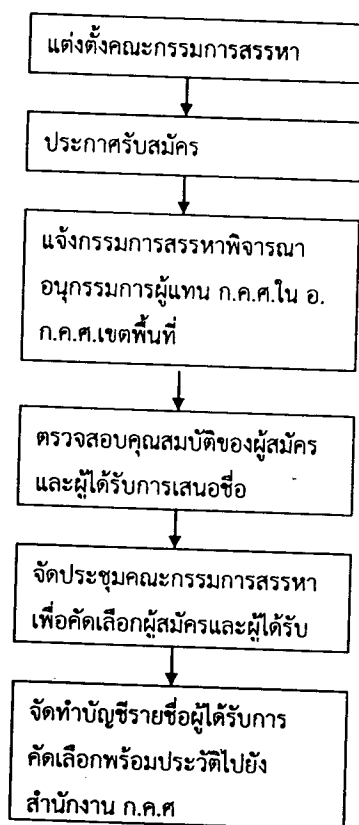 แต่งตั้งคณะกรรมการสรรหา
ประกาศรับสมัคร
แจ้งกรรมการสรรหาพิจารณา
อนุกรรมการผู้แทน ก.ค.ศ.ใน อ.
ก.ค.ศ.เขตพื้นที่
ตรวจสอบคุณสมบัติของผู้สมัคร
และผู้ได้รับการเสนอชื่อ
จัดประชุมคณะกรรมการสรรหา
เพื่อคัดเลือกผู้สมัครและผู้ได้รับ
จัดทำบัญชีรายชื่อผู้ได้รับการ
คัดเลือกพร้อมประวัติไปยัง
สำนักงาน ก.ค.ศ